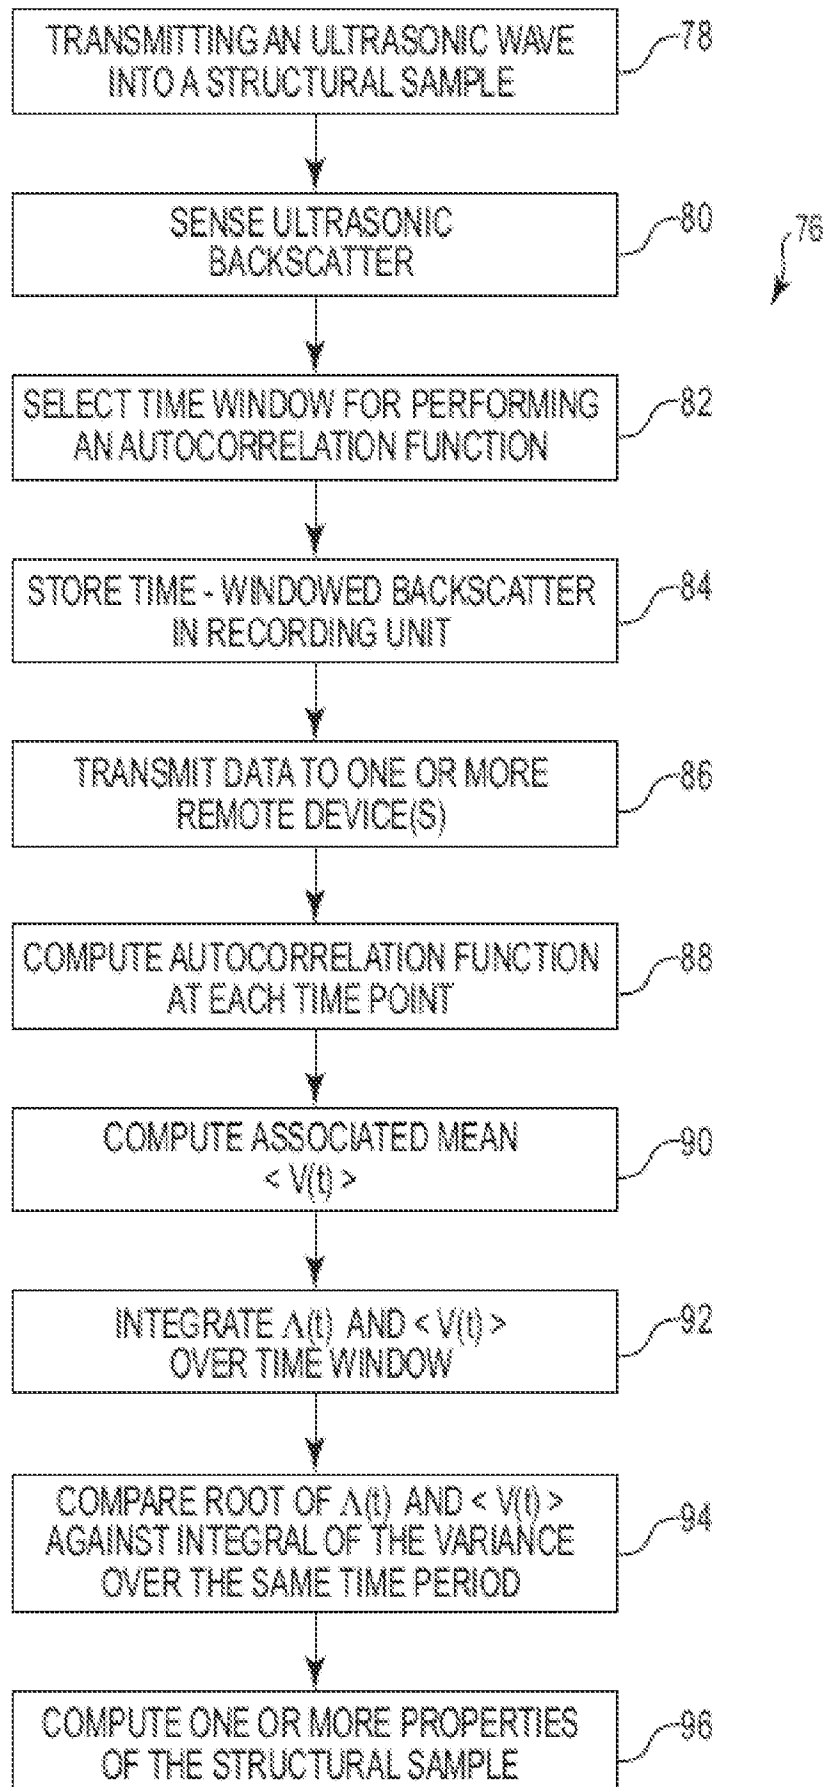 TRANSMITTING AN ULTRASONIC WAVE
INTO A STRUCTURAL SAMPLE
78
SENSE ULTRASONIC
BACKSCATTER
80
76
SELECT TIME WINDOW FOR PERFORMING
AN AUTOCORRELATION FUNCTION
82
STORE TIME - WINDOWED BACKSCATTER
IN RECORDING UNIT
84
TRANSMIT DATA TO ONE OR MORE
REMOTE DEVICE(S)
86
COMPUTE AUTOCORRELATION FUNCTION
AT EACH TIME POINT
88
COMPUTE ASSOCIATED MEAN
< V(t) >
90
INTEGRATE Λ(t) AND < V(t) >
OVER TIME WINDOW
92
COMPARE ROOT OF Λ(t) AND < V(t) >
AGAINST INTEGRAL OF THE VARIANCE
OVER THE SAME TIME PERIOD
94
COMPUTE ONE OR MORE PROPERTIES
OF THE STRUCTURAL SAMPLE
96